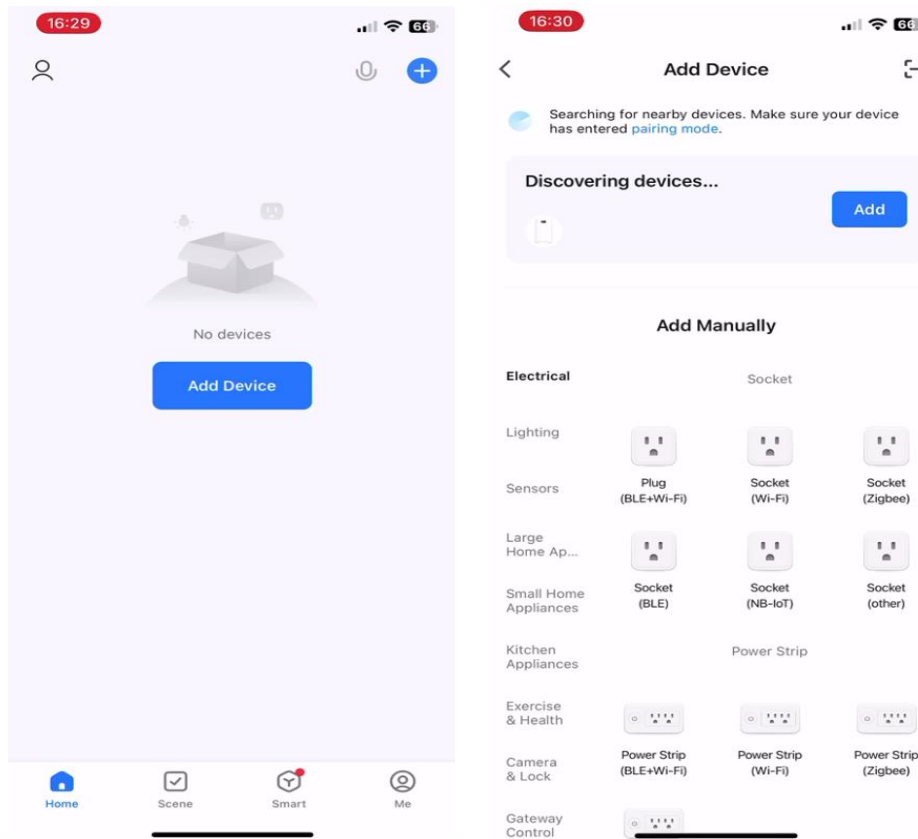 16:29
66
No devices
Add Device
Home
Scene
Smart
Me
16:30
66
Add Device
Searching for nearby devices. Make sure your device
has entered pairing mode.
Discovering devices...
Add
Add Manually
Electrical
Lighting
Sensors
Large
Home Ap...
Small Home
Appliances
Kitchen
Appliances
Exercise
& Health
Camera
& Lock
Gateway
Control
Socket
Plug
(BLE+Wi-Fi)
Socket
(Wi-Fi)
Socket
(Zigbee)
Socket
(BLE)
Socket
(NB-IoT)
Socket
(other)
Power Strip
Power Strip
(BLE+Wi-Fi)
Power Strip
(Wi-Fi)
Power Strip
(Zigbee)